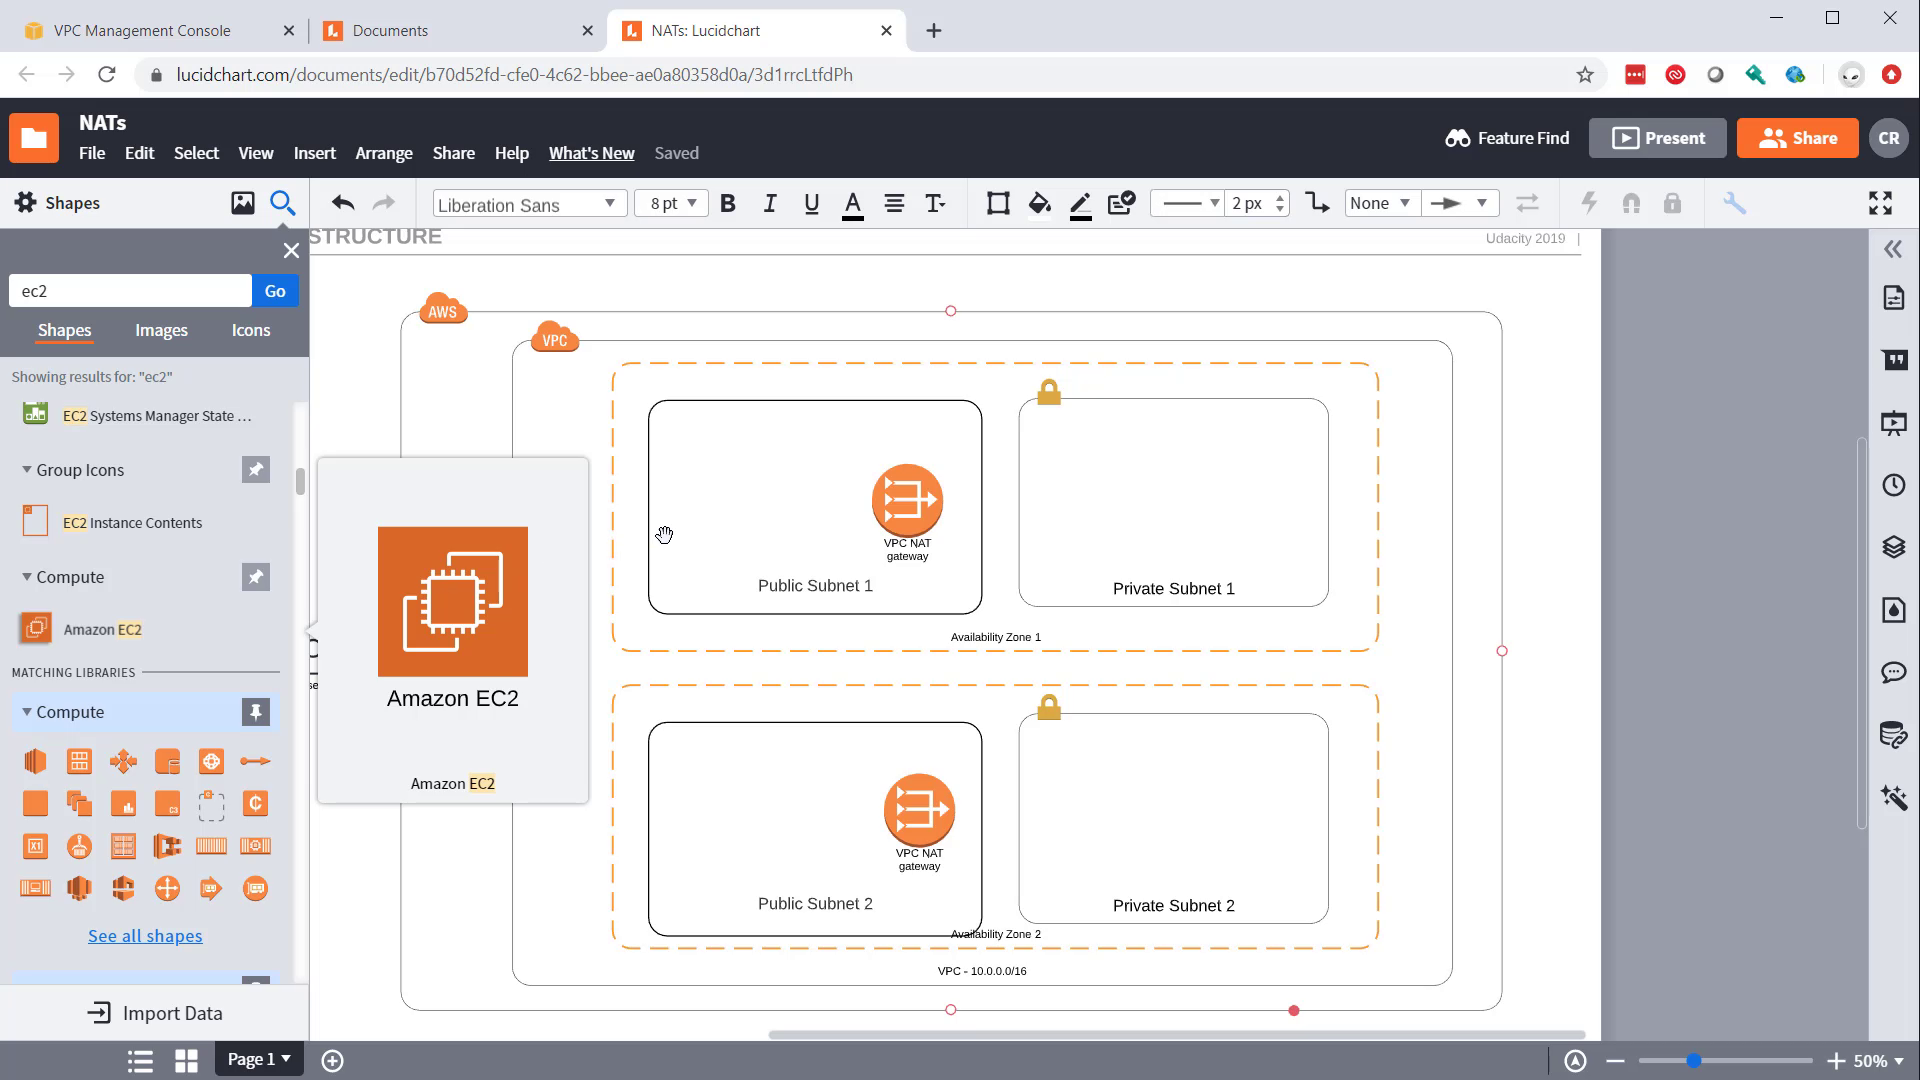 VPC Management Console
Documents
NATs: Lucidchart
lucidchart.com/documents/edit/b70d52fd-cfe0-4c62-bbee-ae0a80358d0a/3d1rrcLtfdPh
NATs
File Edit Select View Insert Arrange Share Help What's New Saved
Feature Find
Present
Share
CR
Shapes
Liberation Sans
8 pt
B I U A T
2 px
None
STRUCTURE
Udacity 2019 |
ec2
Go
Shapes Images Icons
Showing results for: "ec2"
EC2 Systems Manager State ...
Group Icons
EC2 Instance Contents
Compute
Amazon EC2
MATCHING LIBRARIES
Compute
C3
X1
See all shapes
Import Data
Amazon EC2
Amazon EC2
AWS
VPC
VPC NAT
gateway
Public Subnet 1
Private Subnet 1
Availability Zone 1
VPC NAT
gateway
Public Subnet 2
Private Subnet 2
Availability Zone 2
VPC - 10.0.0.0/16
Page 1
50%